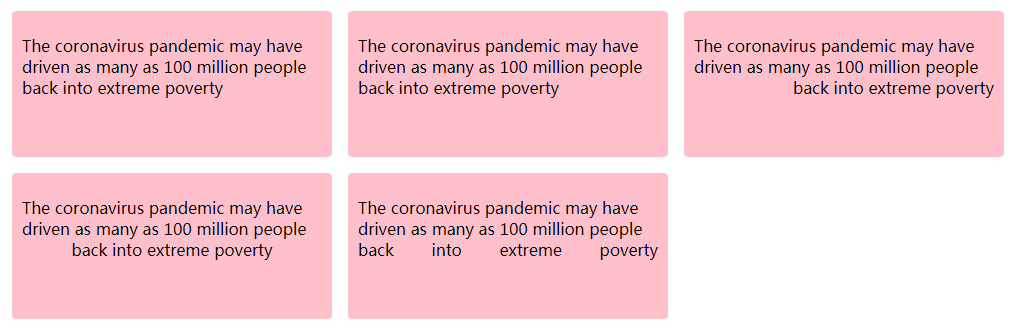 The coronavirus pandemic may have
driven as many as 100 million people
back into extreme poverty
The coronavirus pandemic may have
driven as many as 100 million people
back into extreme poverty
The coronavirus pandemic may have
driven as many as 100 million people
back into extreme poverty
The coronavirus pandemic may have
driven as many as 100 million people
back into extreme poverty
The coronavirus pandemic may have
driven as many as 100 million people
back into extreme poverty